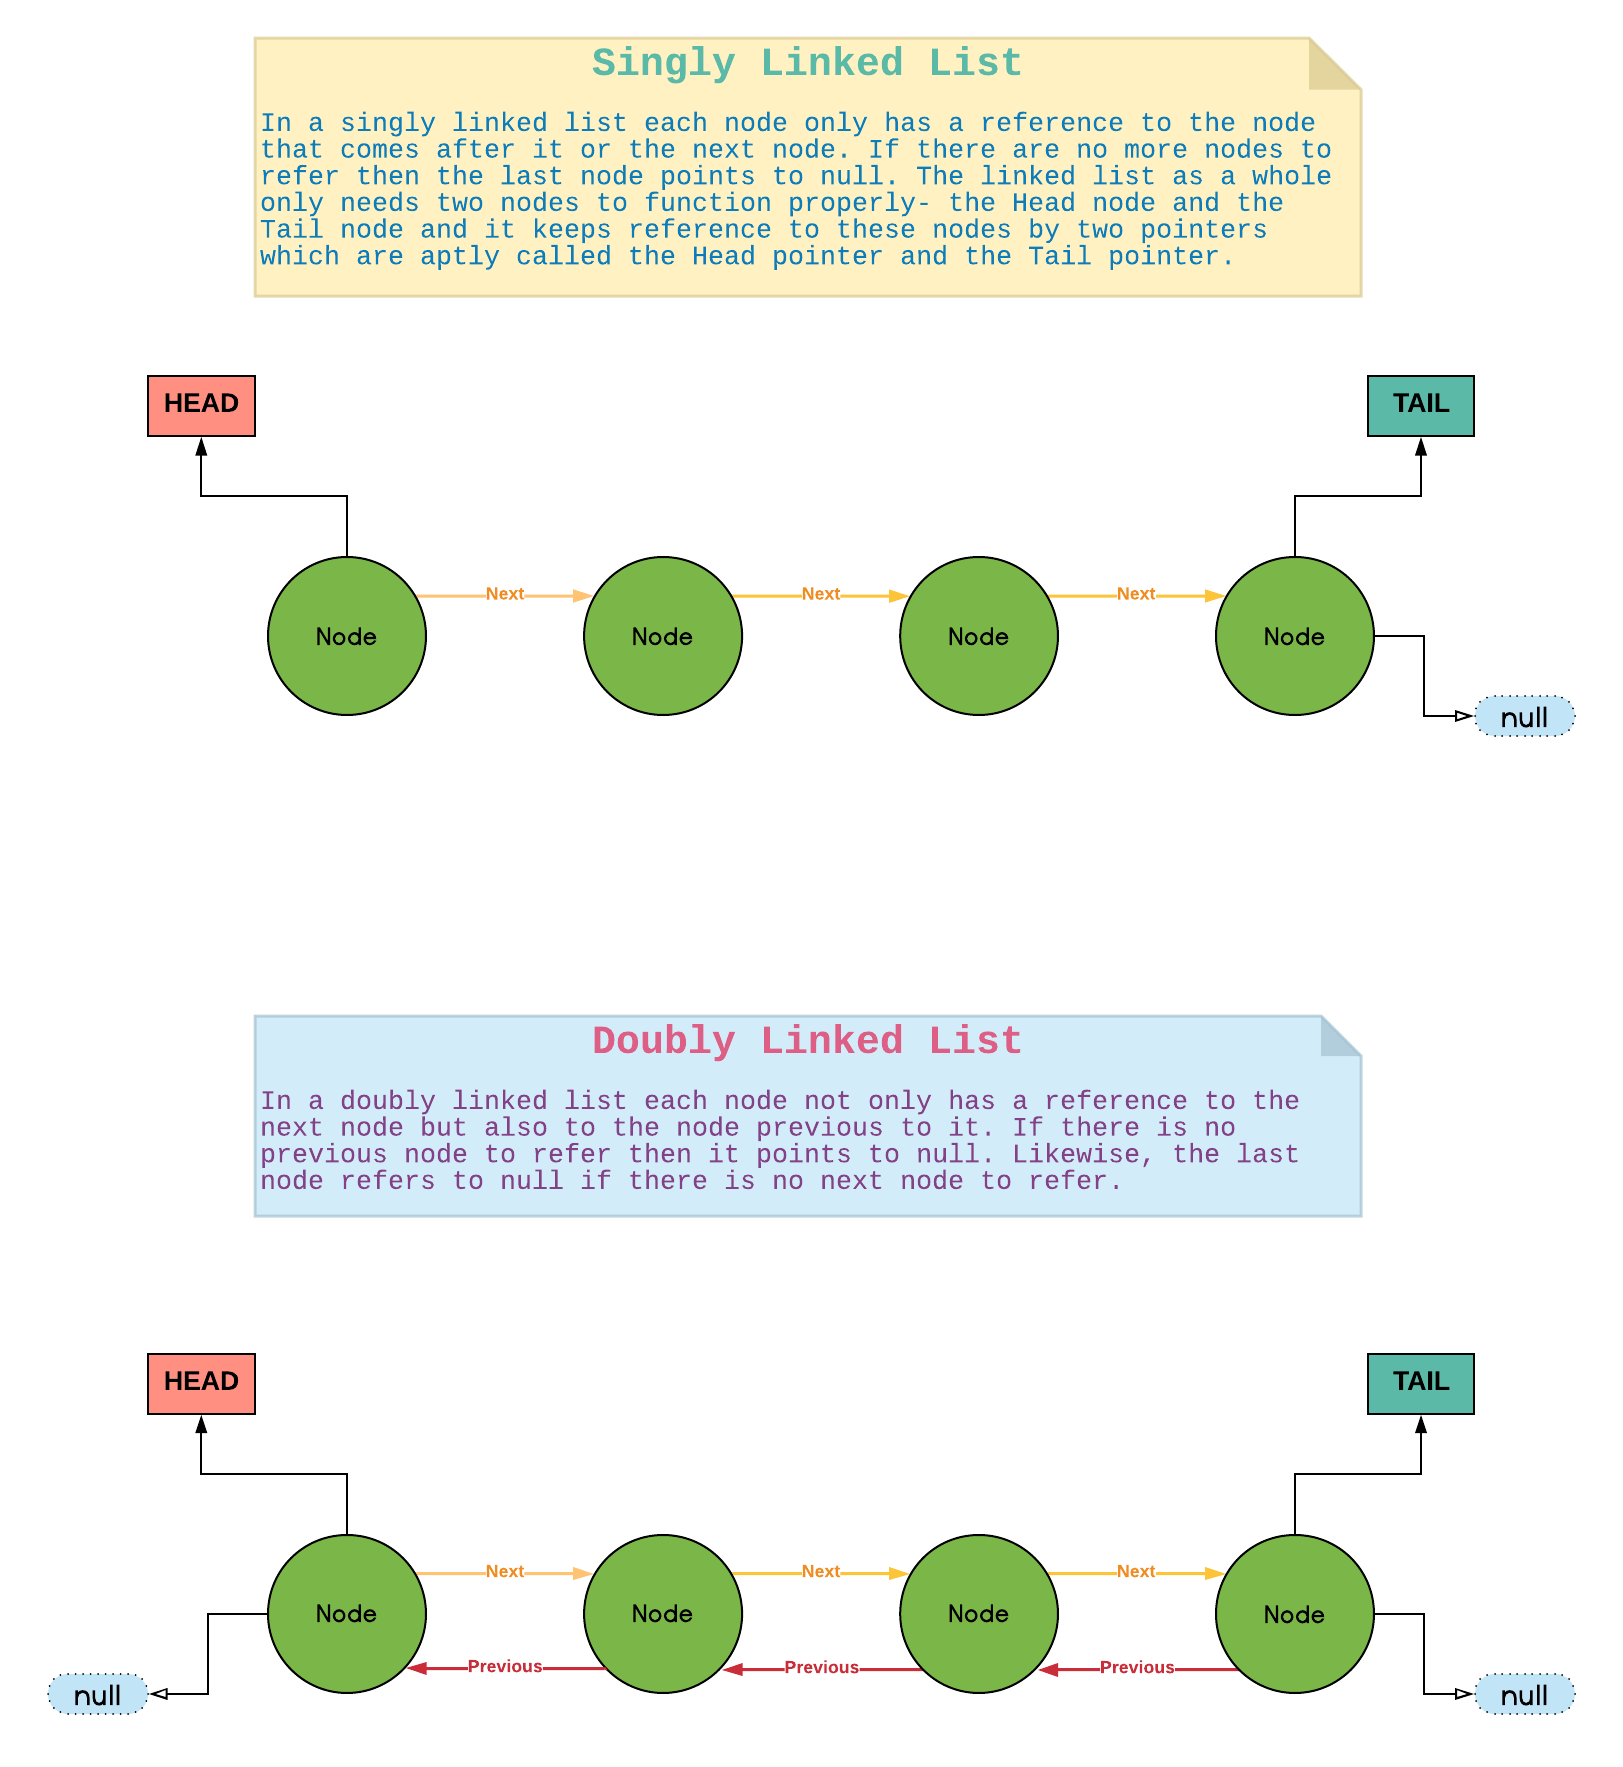 Singly Linked List
In a singly linked list each node only has a reference to the node
that comes after it or the next node. If there are no more nodes to
refer then the last node points to null. The linked list as a whole
only needs two nodes to function properly- the Head node and the
Tail node and it keeps reference to these nodes by two pointers
which are aptly called the Head pointer and the Tail pointer.
HEAD
TAIL
Next
Next
Next
Node
Node
Node
Node
null
Doubly Linked List
In a doubly linked list each node not only has a reference to the
next node but also to the node previous to it. If there is no
previous node to refer then it points to null. Likewise, the last
node refers to null if there is no next node to refer.
HEAD
TAIL
Next
Next
Next
Node
Node
Node
Node
Previous
Previous
Previous
null
null